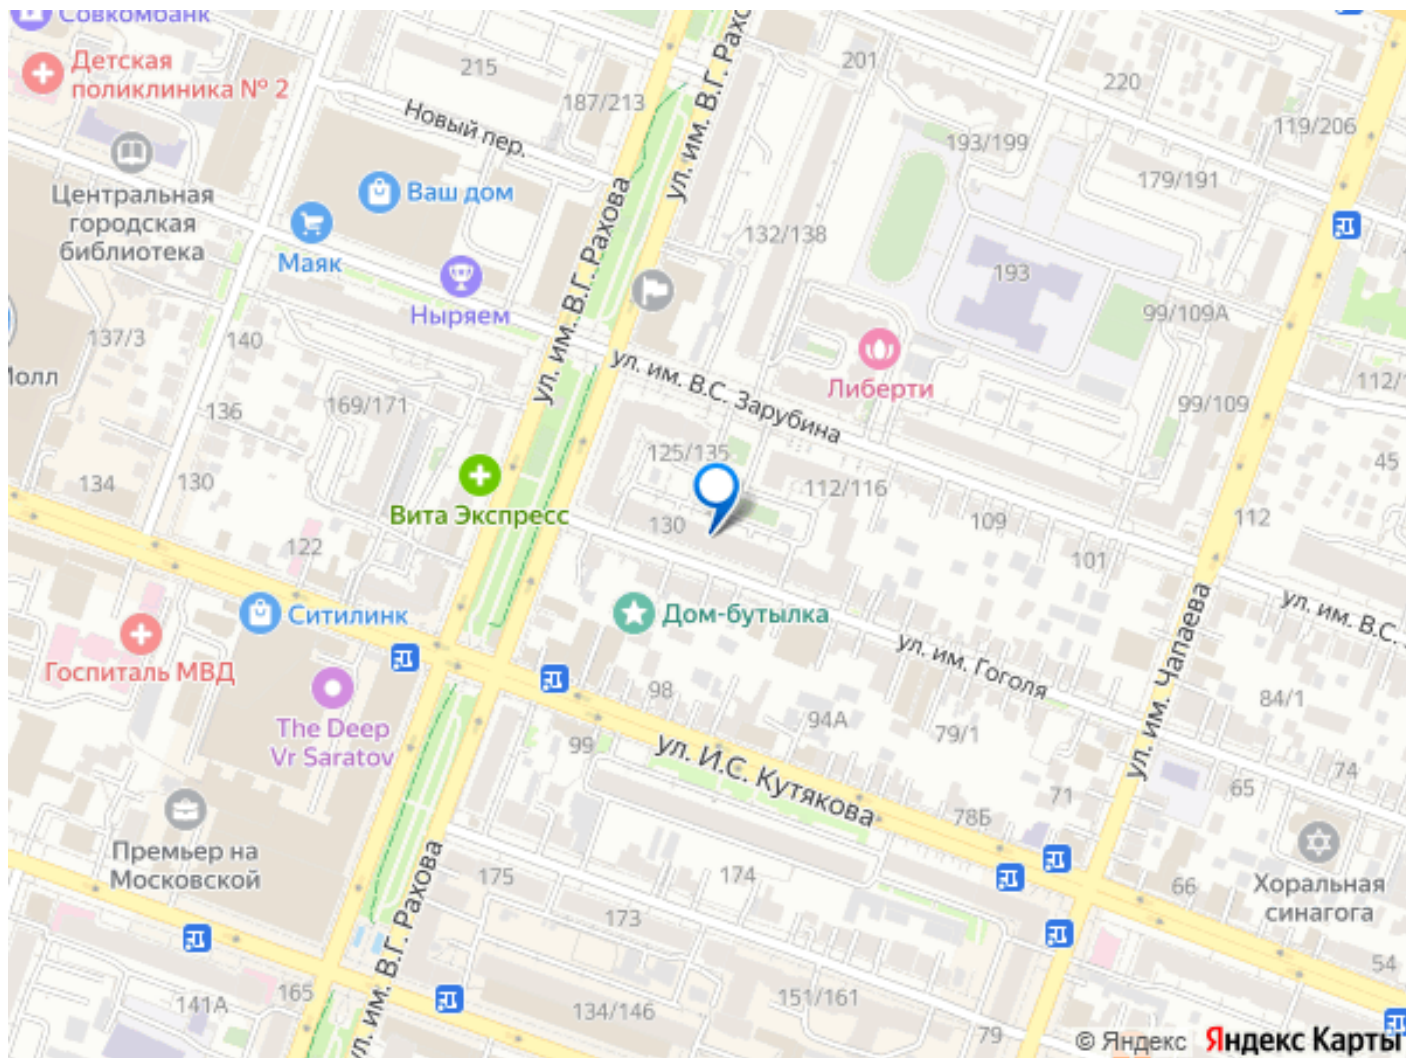 Совкомбанк
Детская
поликлиника № 2
215
187/213
ул. им. В.Г. Рахова
201
220
119/206
Новый пер.
193/199
179/191
Центральная
городская
библиотека
Ваш дом
Маяк
Ныряем
ул. им. В.Г. Рахова
132/138
193
99/109А
137/3
140
Молл
136
169/171
ул. им. В.С. Зарубина
Либерти
112/1
99/109
134
130
125/135
112/116
45
Вита Экспресс
130
109
112
122
101
Ситилинк
Дом-бутылка
ул. им. В.С.
Госпиталь МВД
ул. им. Гоголя
ул. им. Чапаева
98
84/1
The Deep
Vr Saratov
94А
79/1
99
ул. И.С. Кутякова
74
65
71
78Б
Премьер на
Московской
ул. им. В.Г. Рахова
175
174
66
Хоральная
синагога
173
54
141А
165
134/146
151/161
79
© Яндекс Яндекс Карты